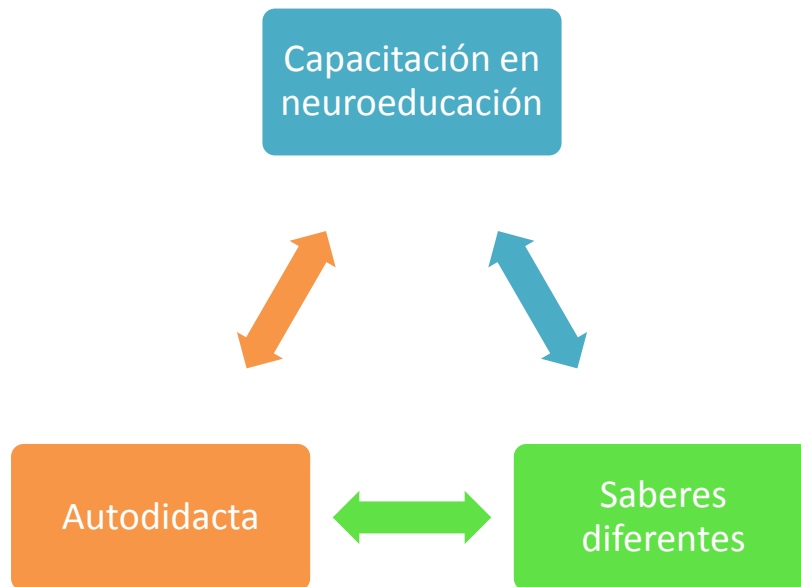 Capacitación en
neuroeducación
Autodidacta
Saberes
diferentes